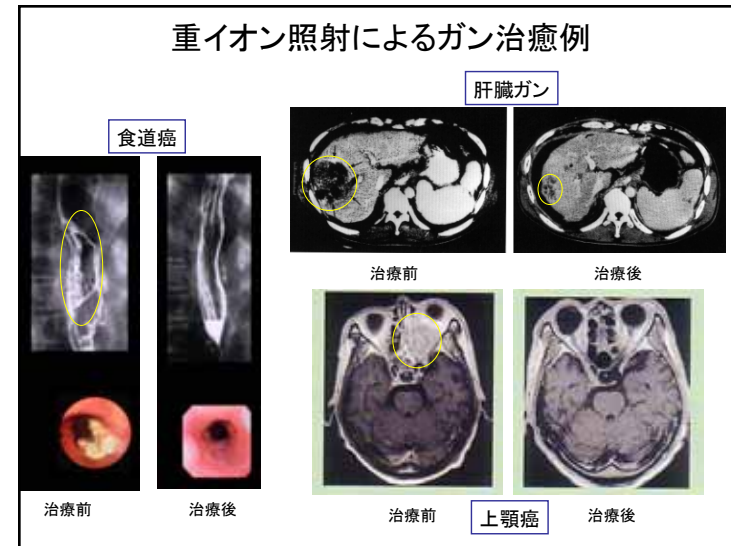 重イオン照射によるガン治癒例
食道癌
治療前
治療後
肝臓ガン
治療前
治療後
治療前
上顎癌
治療後